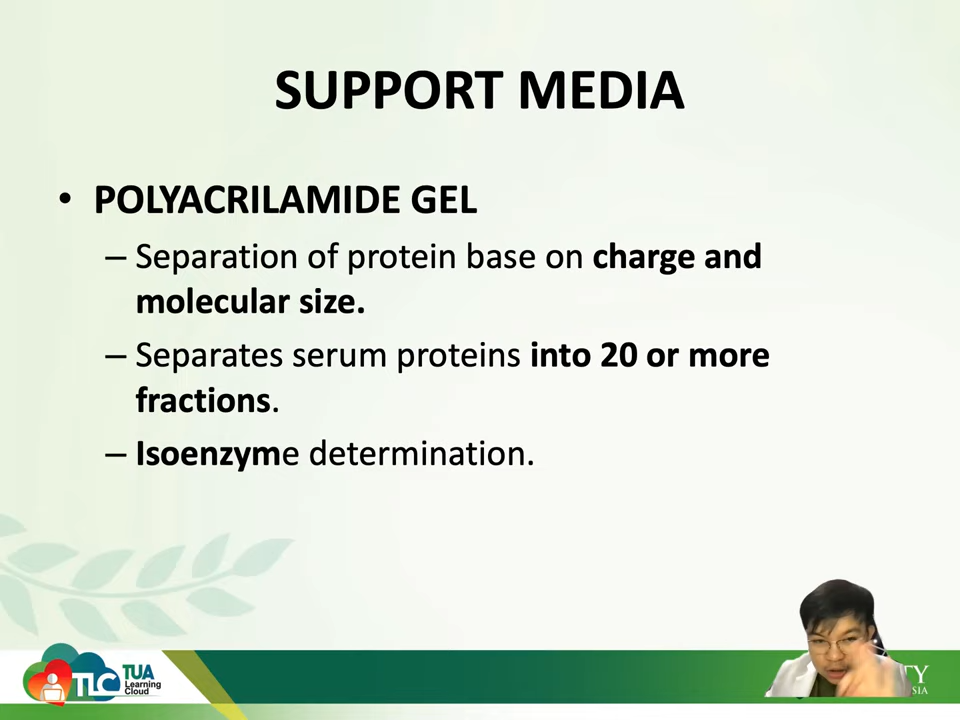 SUPPORT MEDIA
• POLYACRILAMIDE GEL
– Separation of protein base on charge and
molecular size.
– Separates serum proteins into 20 or more
fractions.
– Isoenzyme determination.
TLC TUA
Learning
Cloud